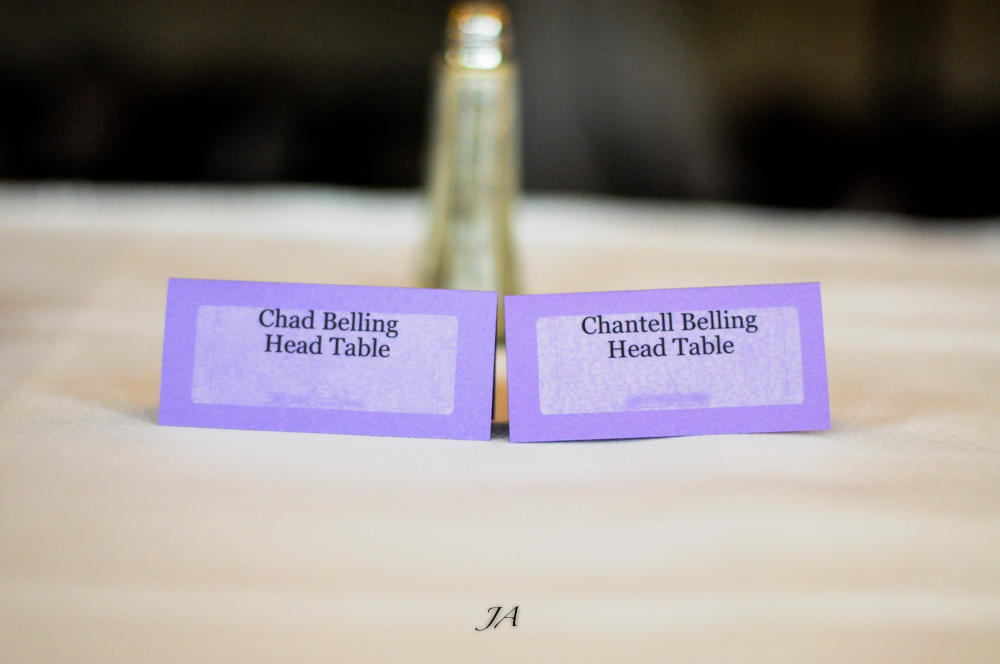 Chad Belling
Head Table
Chantell Belling
Head Table
JA